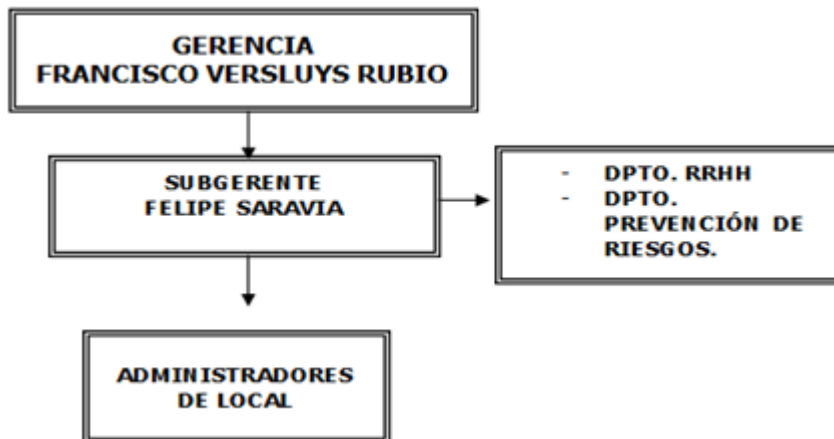 GERENCIA
FRANCISCO VERSLUYS RUBIO
SUBGERENTE
FELIPE SARAVIA
- DPTO. RRHH
- DPTO.
PREVENCIÓN DE
RIESGOS.
ADMINISTRADORES
DE LOCAL